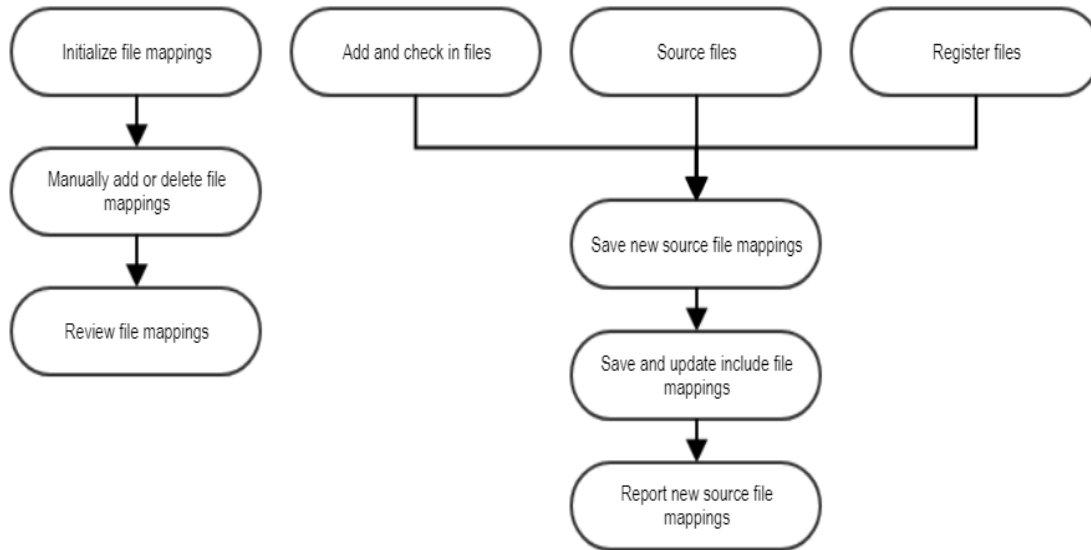 Initialize file mappings
Add and check in files
Source files
Register files
Manually add or delete file
mappings
Save new source file mappings
Review file mappings
Save and update include file
mappings
Report new source file
mappings